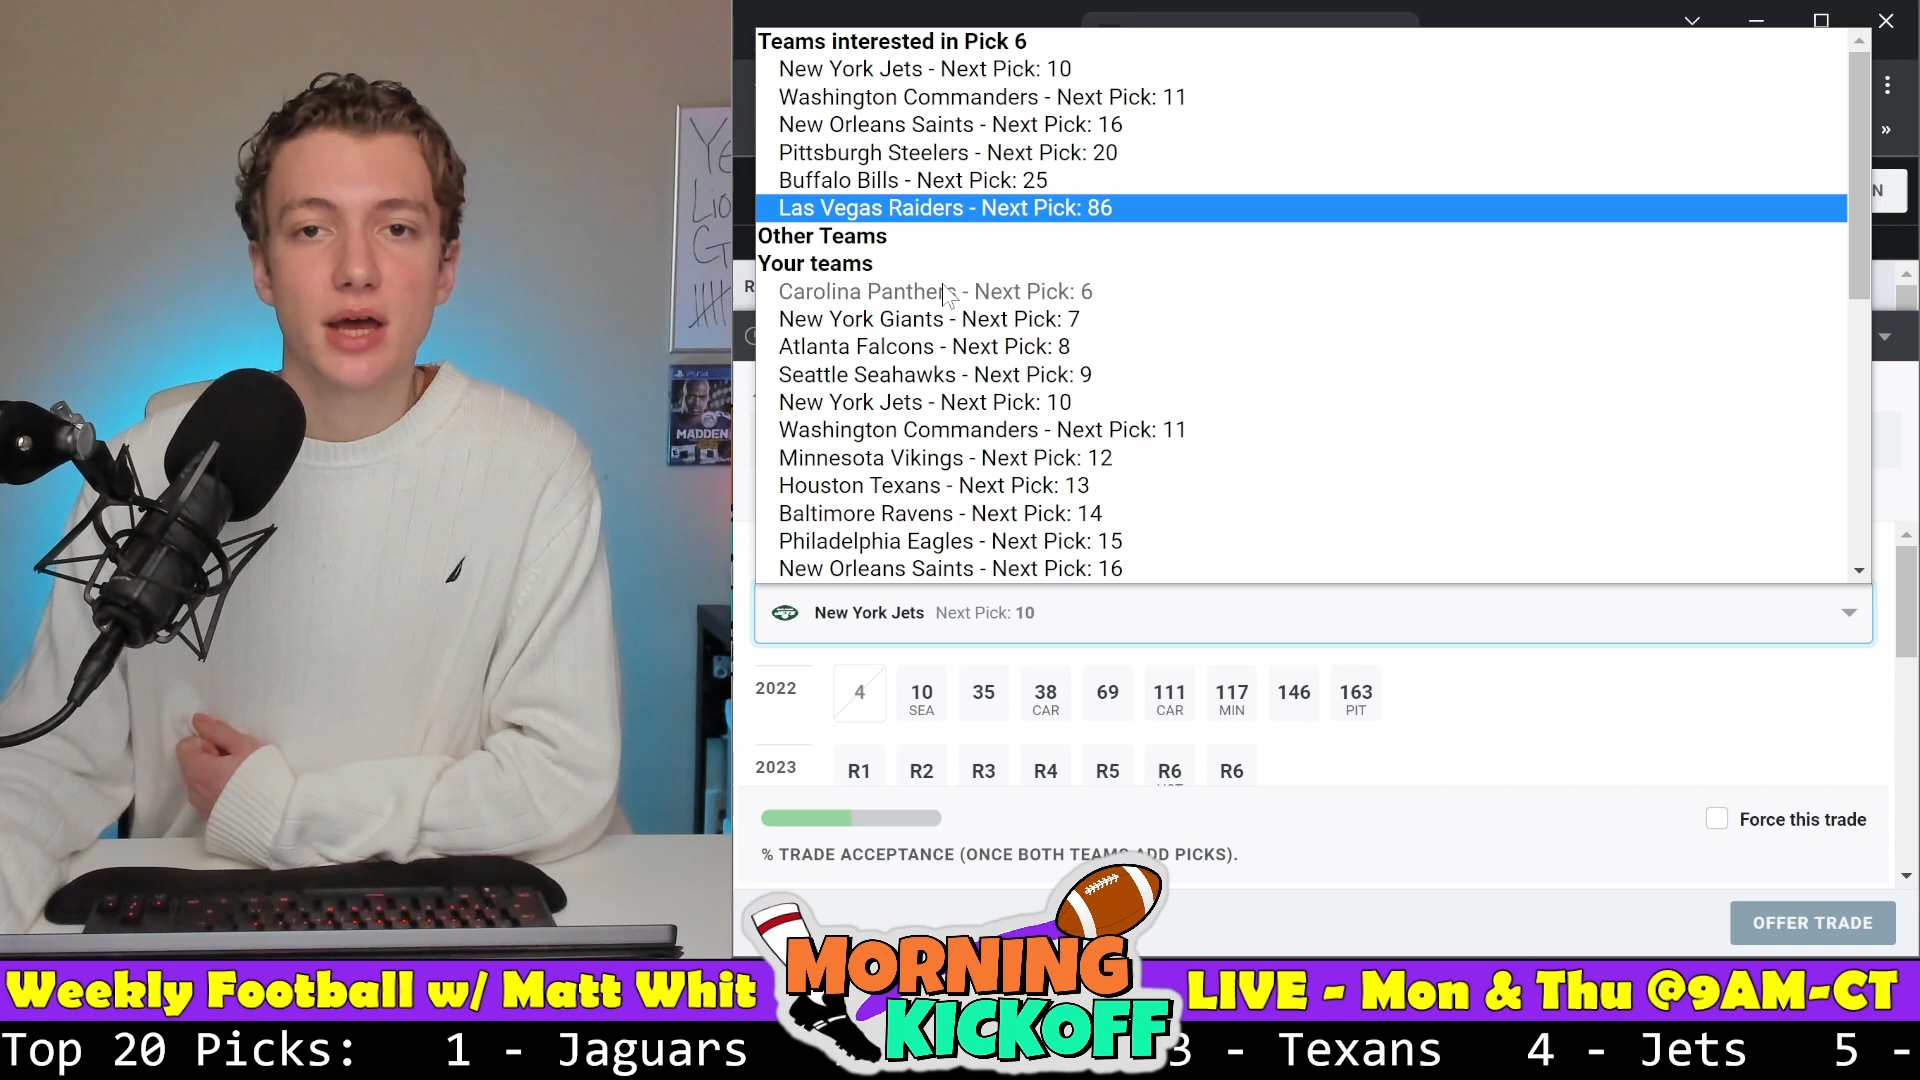 Teams interested in Pick 6
New York Jets - Next Pick: 10
Washington Commanders - Next Pick: 11
New Orleans Saints - Next Pick: 16
Pittsburgh Steelers - Next Pick: 20
Buffalo Bills - Next Pick: 25
Las Vegas Raiders - Next Pick: 86
Other Teams
Your teams
Carolina Panthers - Next Pick: 6
New York Giants - Next Pick: 7
Atlanta Falcons - Next Pick: 8
Seattle Seahawks - Next Pick: 9
New York Jets - Next Pick: 10
Washington Commanders - Next Pick: 11
Minnesota Vikings - Next Pick: 12
Houston Texans - Next Pick: 13
Baltimore Ravens - Next Pick: 14
Philadelphia Eagles - Next Pick: 15
New Orleans Saints - Next Pick: 16
»
N
R
MADDEN
New York Jets Next Pick: 10
2022 4 10 35 38 69 111 117 146 163
SEA CAR CAR MIN PIT
2023 R1 R2 R3 R4 R5 R6 R6
Force this trade
% TRADE ACCEPTANCE (ONCE BOTH TEAMS ADD PICKS).
OFFER TRADE
Weekly Football w/ Matt Whit
MORNING
KICKOFF
LIVE - Mon & Thu @9AM-CT
Top 20 Picks: 1 - Jaguars 3 - Texans 4 - Jets 5 -